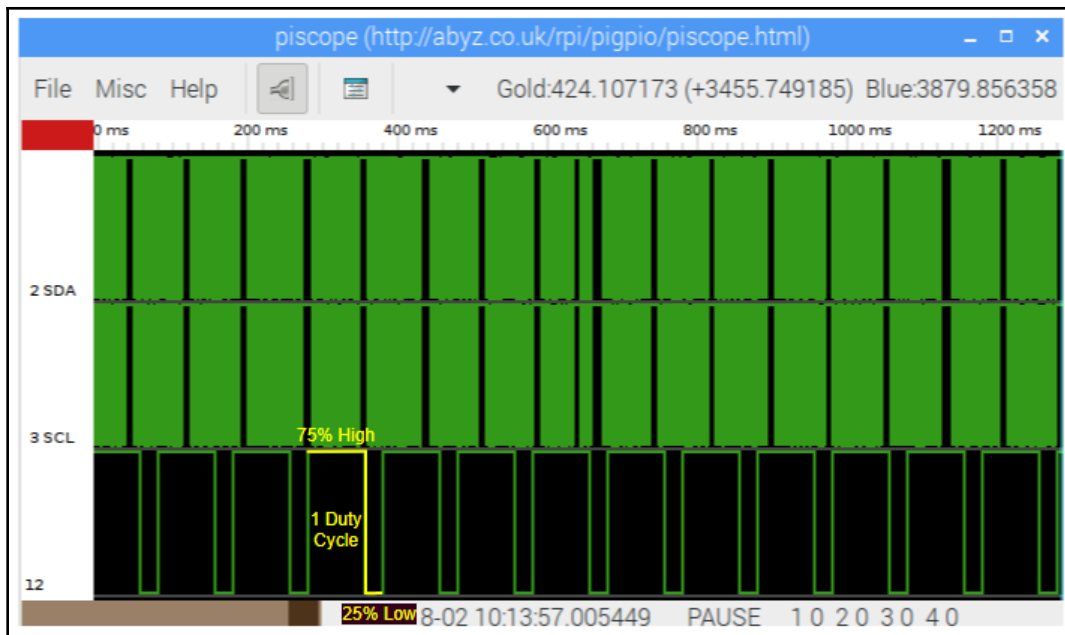 piscope (http://abyz.co.uk/rpi/pigpio/piscope.html)
File Misc Help Gold:424.107173 (+3455.749185) Blue:3879.856358
0 ms 200 ms 400 ms 600 ms 800 ms 1000 ms 1200 ms
2 SDA
3 SCL
75% High
1 Duty
Cycle
12
25% Low 8-02 10:13:57.005449 PAUSE 1 0 2 0 3 0 4 0